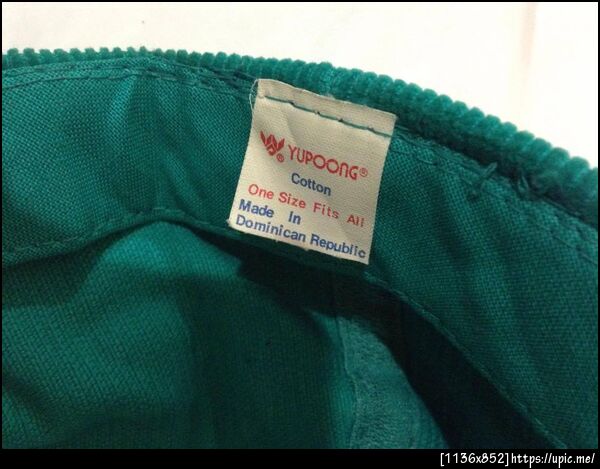 YUPOONG®
Cotton
One Size Fits All
Made In
Dominican Republic
[1136x852]https://upic.me/